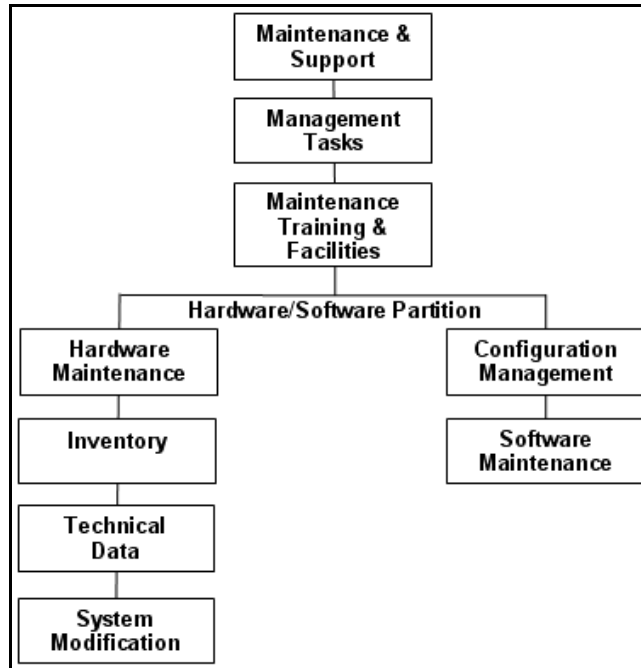 Maintenance &
Support
Management
Tasks
Maintenance
Training &
Facilities
Hardware/Software Partition
Hardware
Maintenance
Inventory
Technical
Data
System
Modification
Configuration
Management
Software
Maintenance